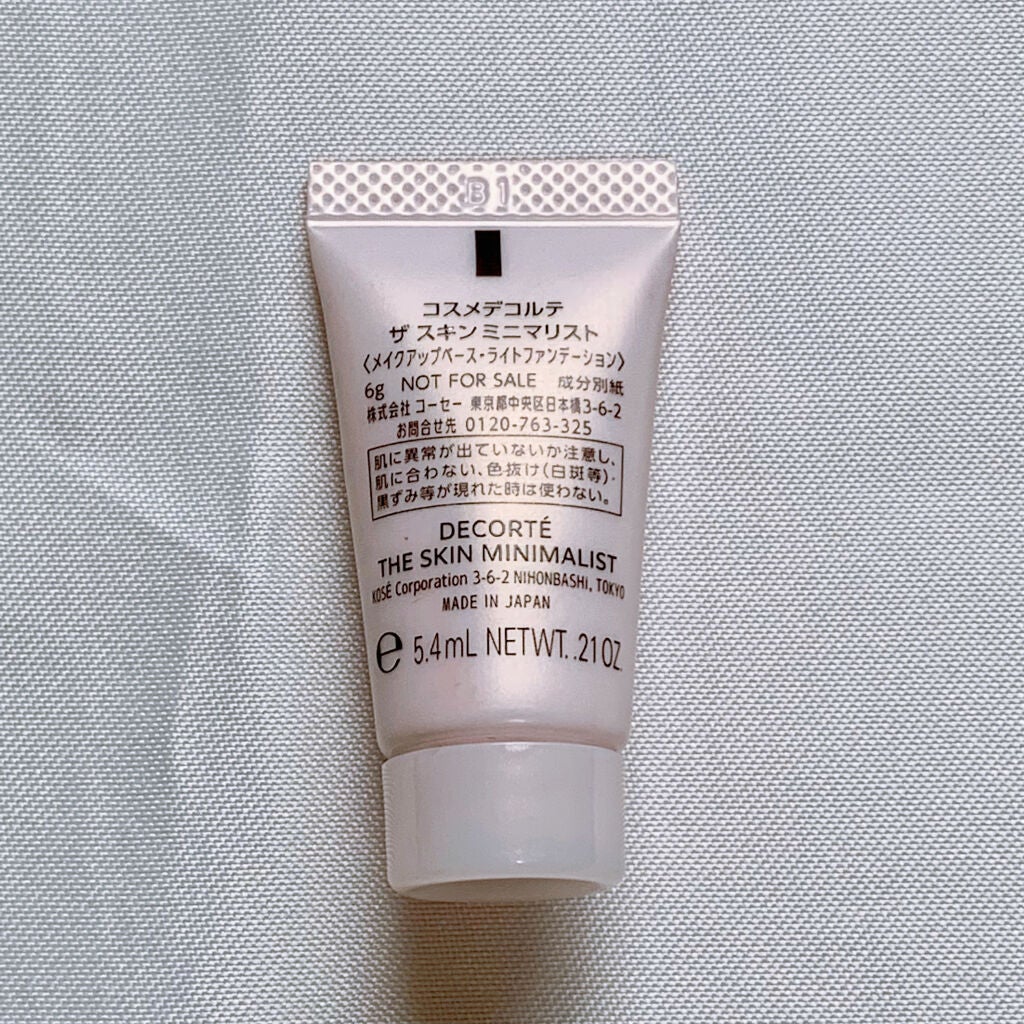 B1
コスメデコルテ
ザ スキン ミニマリスト
〈メイクアップベース・ライトファンデーション〉
6g NOT FOR SALE 成分別紙
株式会社 コーセー 東京都中央区日本橋3-6-2
お問合せ先 0120-763-325
肌に異常が出ていないか注意し、
肌に合わない、色抜け(白斑等)・
黒ずみ等が現れた時は使わない。
DECORTÉ
THE SKIN MINIMALIST
KOSÉ Corporation 3-6-2 NIHONBASHI, TOKYO
MADE IN JAPAN
e 5.4mL NETWT. .21OZ.